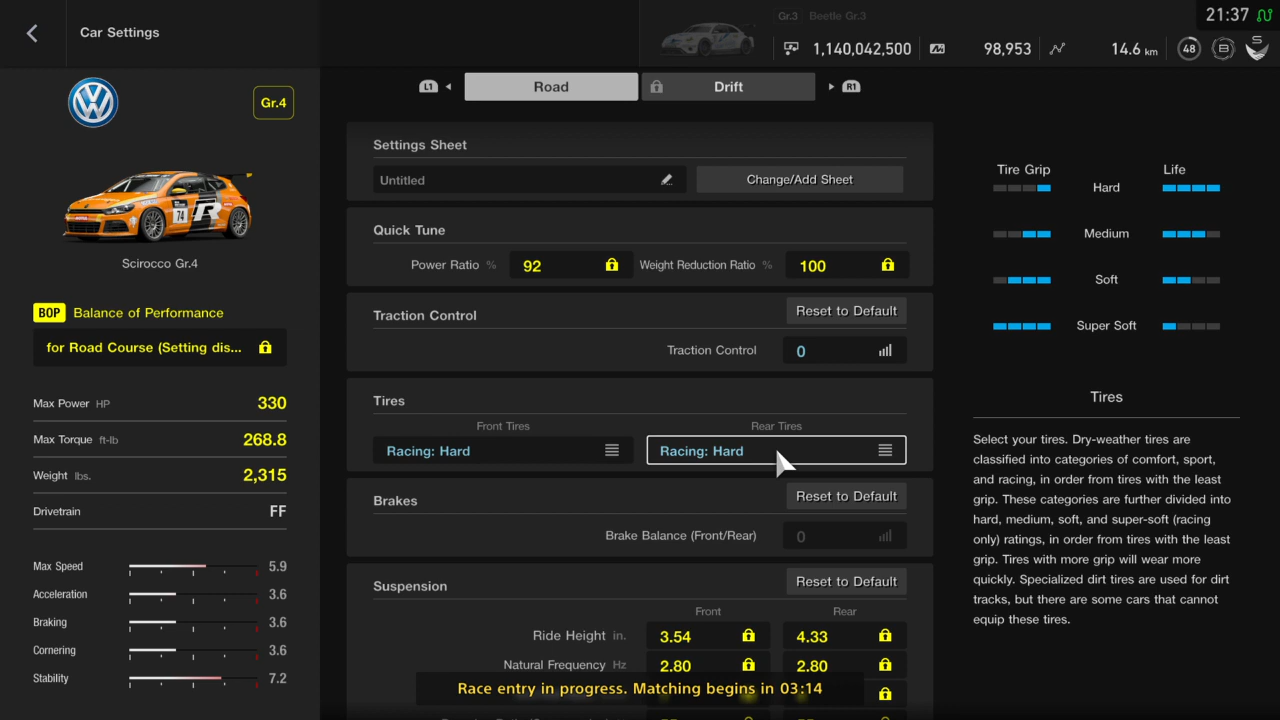 Car Settings
Gr.3 Beetle Gr.3
21:37
1,140,042,500
98,953
14.6 km
48
B
S
Gr.4
74
R
Scirocco Gr.4
BOP Balance of Performance
for Road Course (Setting dis...
Max Power HP 330
Max Torque ft-lb 268.8
Weight lbs. 2,315
Drivetrain FF
Max Speed 5.9
Acceleration 3.6
Braking 3.6
Cornering 3.6
Stability 7.2
L1 Road Drift R1
Settings Sheet
Untitled Change/Add Sheet
Quick Tune
Power Ratio % 92 Weight Reduction Ratio % 100
Traction Control Reset to Default
Traction Control 0
Tires
Front Tires Rear Tires
Racing: Hard Racing: Hard
Brakes Reset to Default
Brake Balance (Front/Rear) 0
Suspension Reset to Default
Front Rear
Ride Height in. 3.54 4.33
Natural Frequency Hz 2.80 2.80
Race entry in progress. Matching begins in 03:14
Tire Grip Life
Hard
Medium
Soft
Super Soft
Tires
Select your tires. Dry-weather tires are
classified into categories of comfort, sport,
and racing, in order from tires with the least
grip. These categories are further divided into
hard, medium, soft, and super-soft (racing
only) ratings, in order from tires with the least
grip. Tires with more grip will wear more
quickly. Specialized dirt tires are used for dirt
tracks, but there are some cars that cannot
equip these tires.